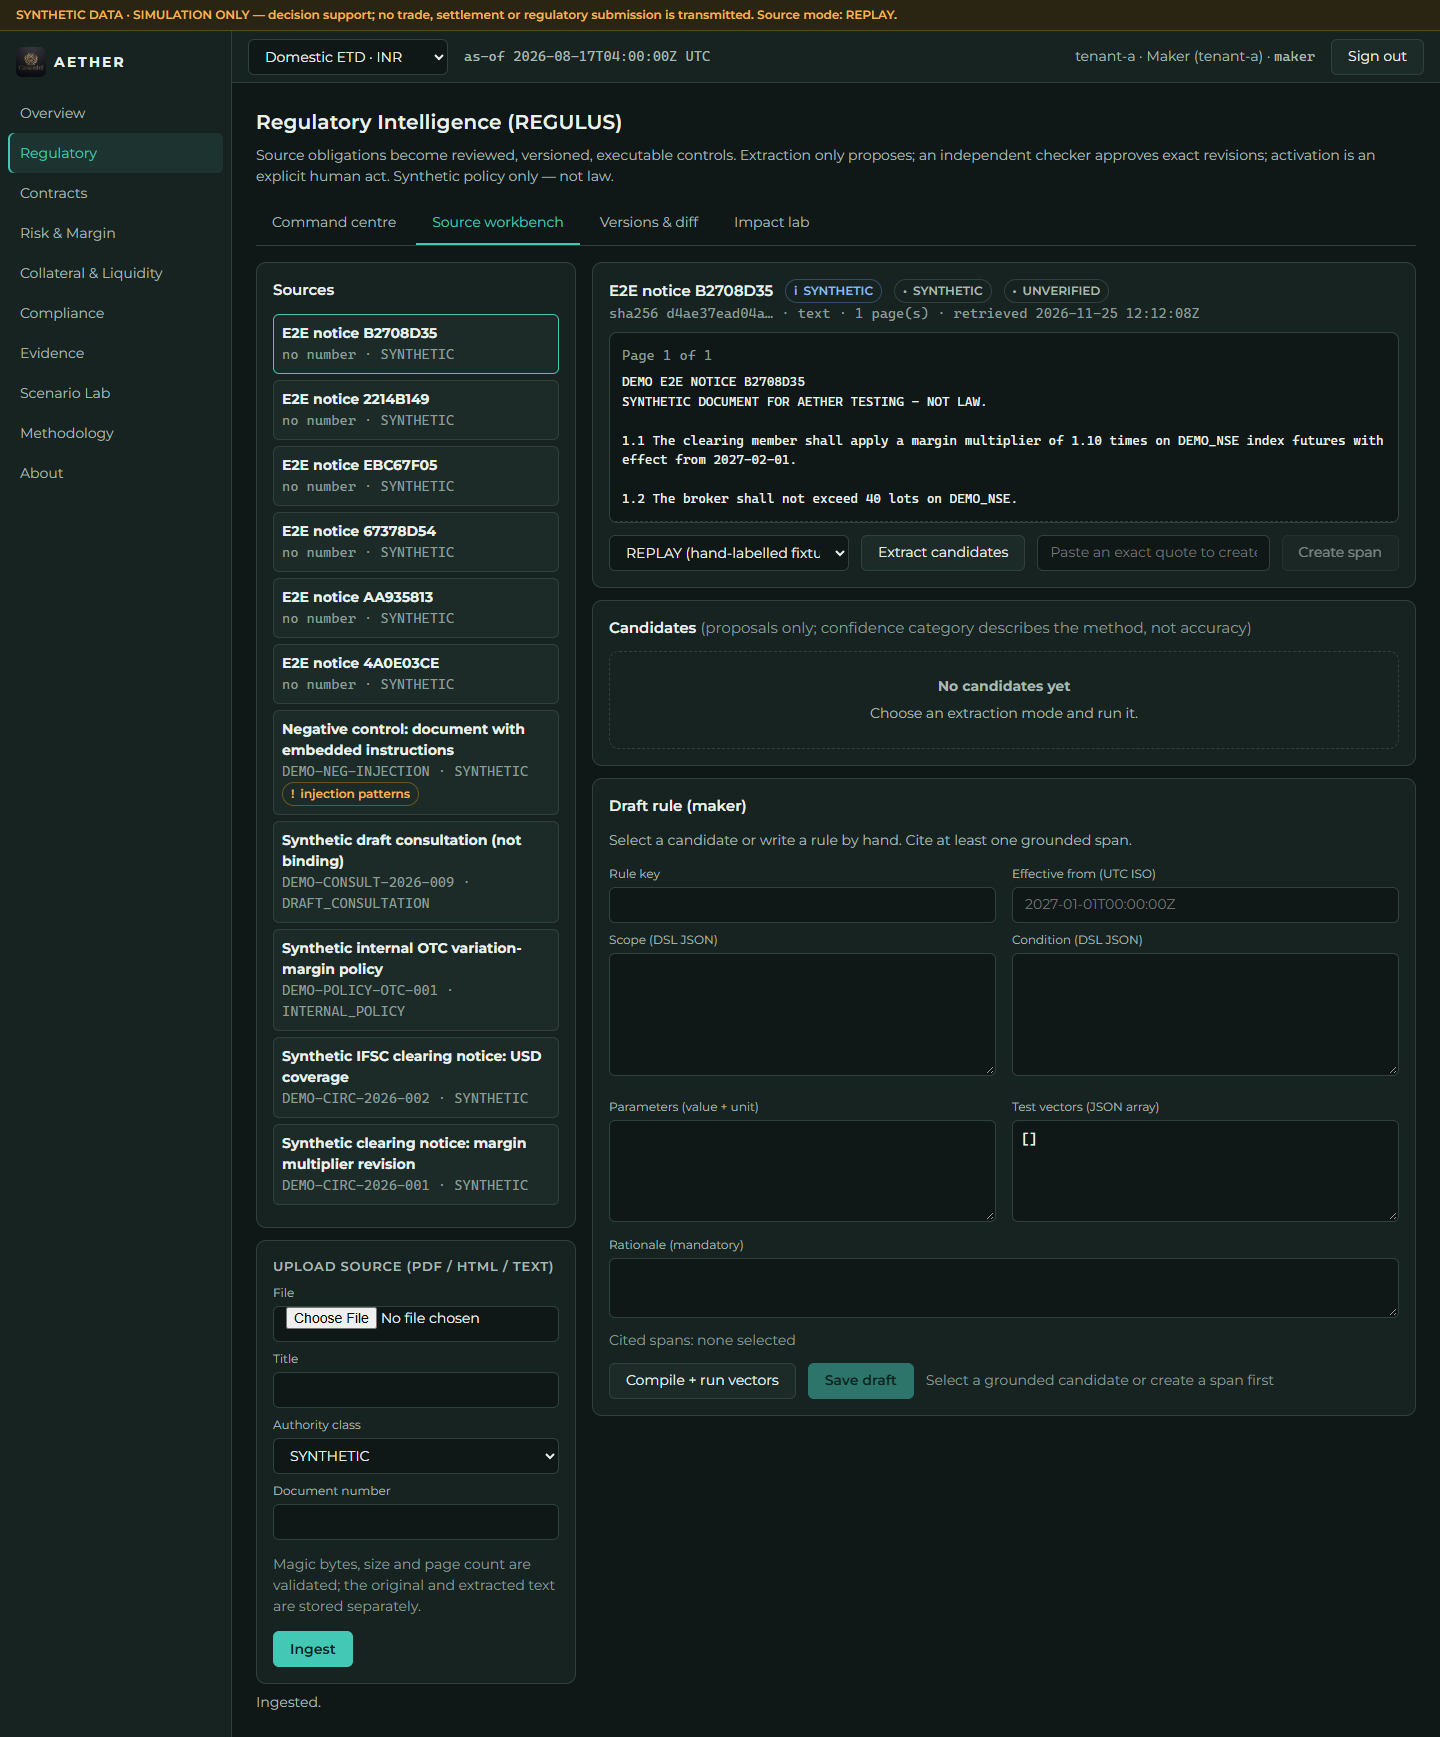 SYNTHETIC DATA · SIMULATION ONLY — decision support; no trade, settlement or regulatory submission is transmitted. Source mode: REPLAY.
AETHER
Domestic ETD · INR
as-of 2026-08-17T04:00:00Z UTC
tenant-a · Maker (tenant-a) · maker
Sign out
Overview
Regulatory
Contracts
Risk & Margin
Collateral & Liquidity
Compliance
Evidence
Scenario Lab
Methodology
About
Regulatory Intelligence (REGULUS)
Source obligations become reviewed, versioned, executable controls. Extraction only proposes; an independent checker approves exact revisions; activation is an
explicit human act. Synthetic policy only — not law.
Command centre
Source workbench
Versions & diff
Impact lab
Sources
E2E notice B2708D35
no number · SYNTHETIC
E2E notice 2214B149
no number · SYNTHETIC
E2E notice EBC67F05
no number · SYNTHETIC
E2E notice 67378D54
no number · SYNTHETIC
E2E notice AA935813
no number · SYNTHETIC
E2E notice 4A0E03CE
no number · SYNTHETIC
Negative control: document with
embedded instructions
DEMO-NEG-INJECTION · SYNTHETIC
! injection patterns
Synthetic draft consultation (not
binding)
DEMO-CONSULT-2026-009 ·
DRAFT_CONSULTATION
Synthetic internal OTC variation-
margin policy
DEMO-POLICY-OTC-001 ·
INTERNAL_POLICY
Synthetic IFSC clearing notice: USD
coverage
DEMO-CIRC-2026-002 · SYNTHETIC
Synthetic clearing notice: margin
multiplier revision
DEMO-CIRC-2026-001 · SYNTHETIC
UPLOAD SOURCE (PDF / HTML / TEXT)
File
Choose File No file chosen
Title
Authority class
SYNTHETIC
Document number
Magic bytes, size and page count are
validated; the original and extracted text
are stored separately.
Ingest
Ingested.
E2E notice B2708D35
i SYNTHETIC
· SYNTHETIC
· UNVERIFIED
sha256 d4ae37ead04a… · text · 1 page(s) · retrieved 2026-11-25 12:12:08Z
Page 1 of 1
DEMO E2E NOTICE B2708D35
SYNTHETIC DOCUMENT FOR AETHER TESTING - NOT LAW.
1.1 The clearing member shall apply a margin multiplier of 1.10 times on DEMO_NSE index futures with
effect from 2027-02-01.
1.2 The broker shall not exceed 40 lots on DEMO_NSE.
REPLAY (hand-labelled fixtu
Extract candidates
Paste an exact quote to create
Create span
Candidates (proposals only; confidence category describes the method, not accuracy)
No candidates yet
Choose an extraction mode and run it.
Draft rule (maker)
Select a candidate or write a rule by hand. Cite at least one grounded span.
Rule key
Effective from (UTC ISO)
2027-01-01T00:00:00Z
Scope (DSL JSON)
Condition (DSL JSON)
Parameters (value + unit)
Test vectors (JSON array)
[]
Rationale (mandatory)
Cited spans: none selected
Compile + run vectors
Save draft
Select a grounded candidate or create a span first